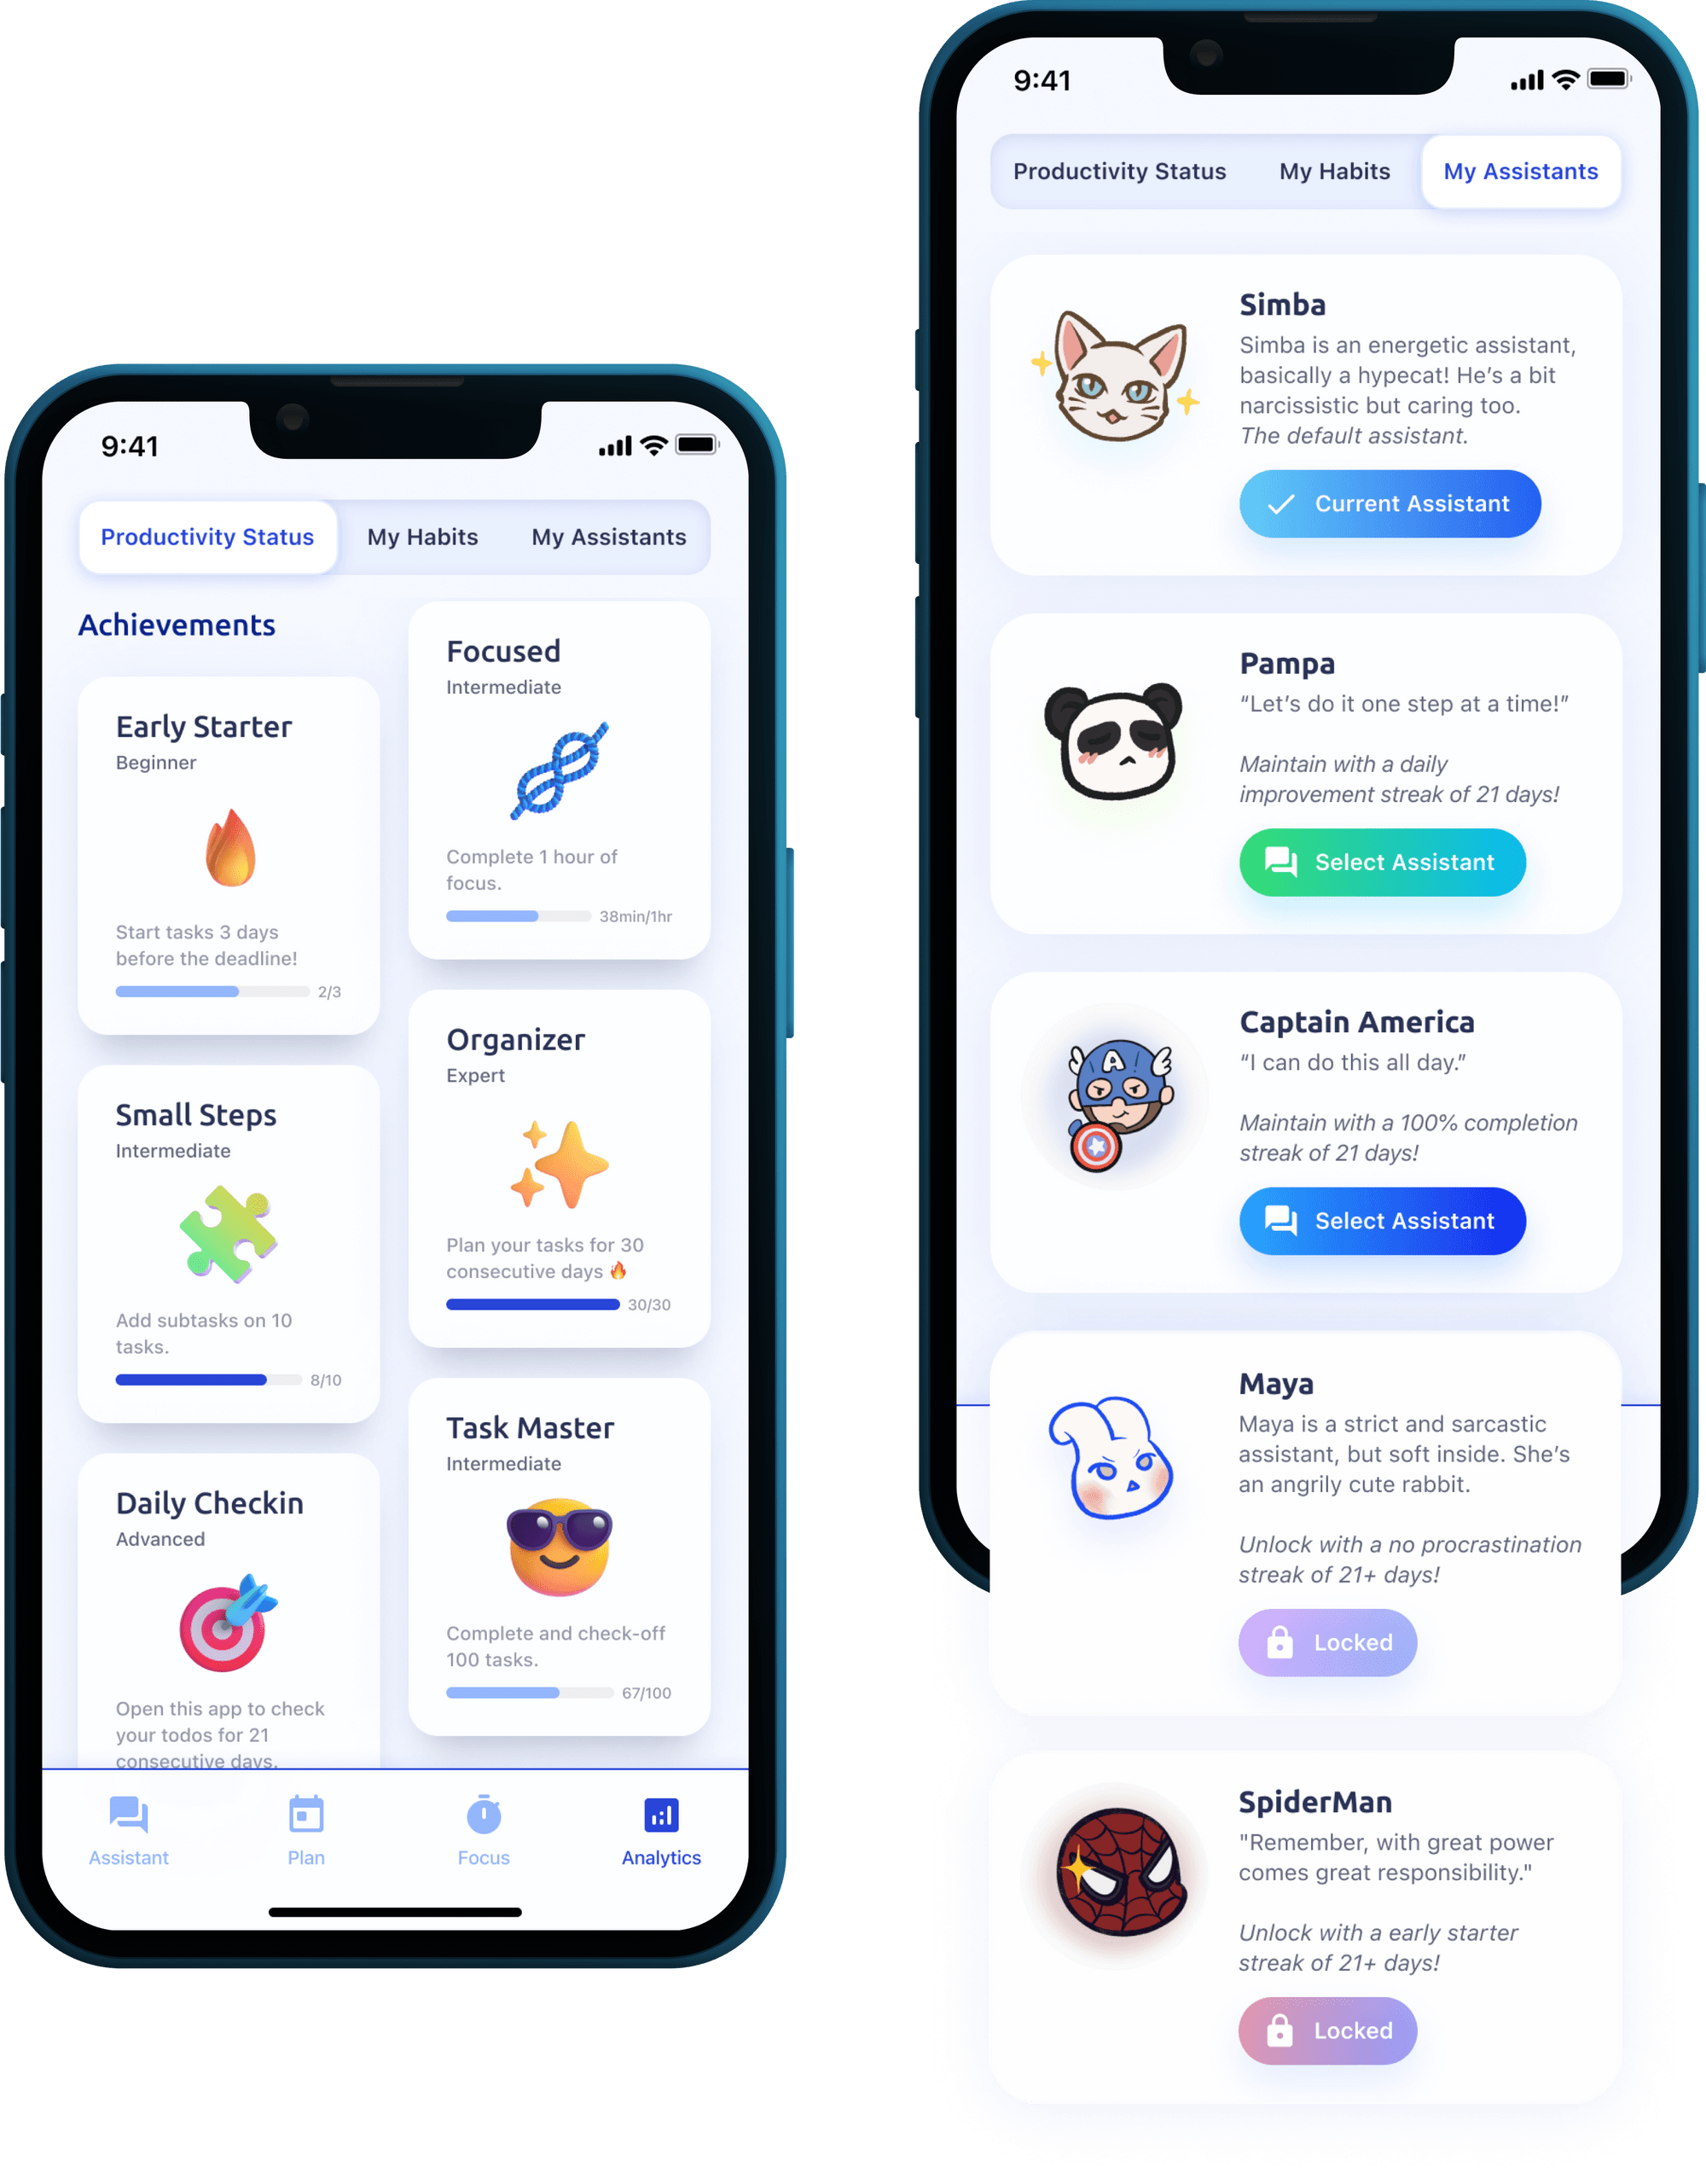 9:41
Productivity Status
My Habits
My Assistants
Achievements
Early Starter
Beginner
Start tasks 3 days
before the deadline!
2/3
Small Steps
Intermediate
Add subtasks on 10
tasks.
8/10
Daily Checkin
Advanced
Open this app to check
your todos for 21
consecutive days.
Focused
Intermediate
Complete 1 hour of
focus.
38min/1hr
Organizer
Expert
Plan your tasks for 30
consecutive days 🔥
30/30
Task Master
Intermediate
Complete and check-off
100 tasks.
67/100
Assistant
Plan
Focus
Analytics
9:41
Productivity Status
My Habits
My Assistants
Simba
Simba is an energetic assistant,
basically a hypecat! He’s a bit
narcissistic but caring too.
The default assistant.
Current Assistant
Pampa
“Let’s do it one step at a time!”
Maintain with a daily
improvement streak of 21 days!
Select Assistant
A
Captain America
“I can do this all day.”
Maintain with a 100% completion
streak of 21 days!
Select Assistant
Maya
Maya is a strict and sarcastic
assistant, but soft inside. She’s
an angrily cute rabbit.
Unlock with a no procrastination
streak of 21+ days!
Locked
SpiderMan
"Remember, with great power
comes great responsibility."
Unlock with a early starter
streak of 21+ days!
Locked